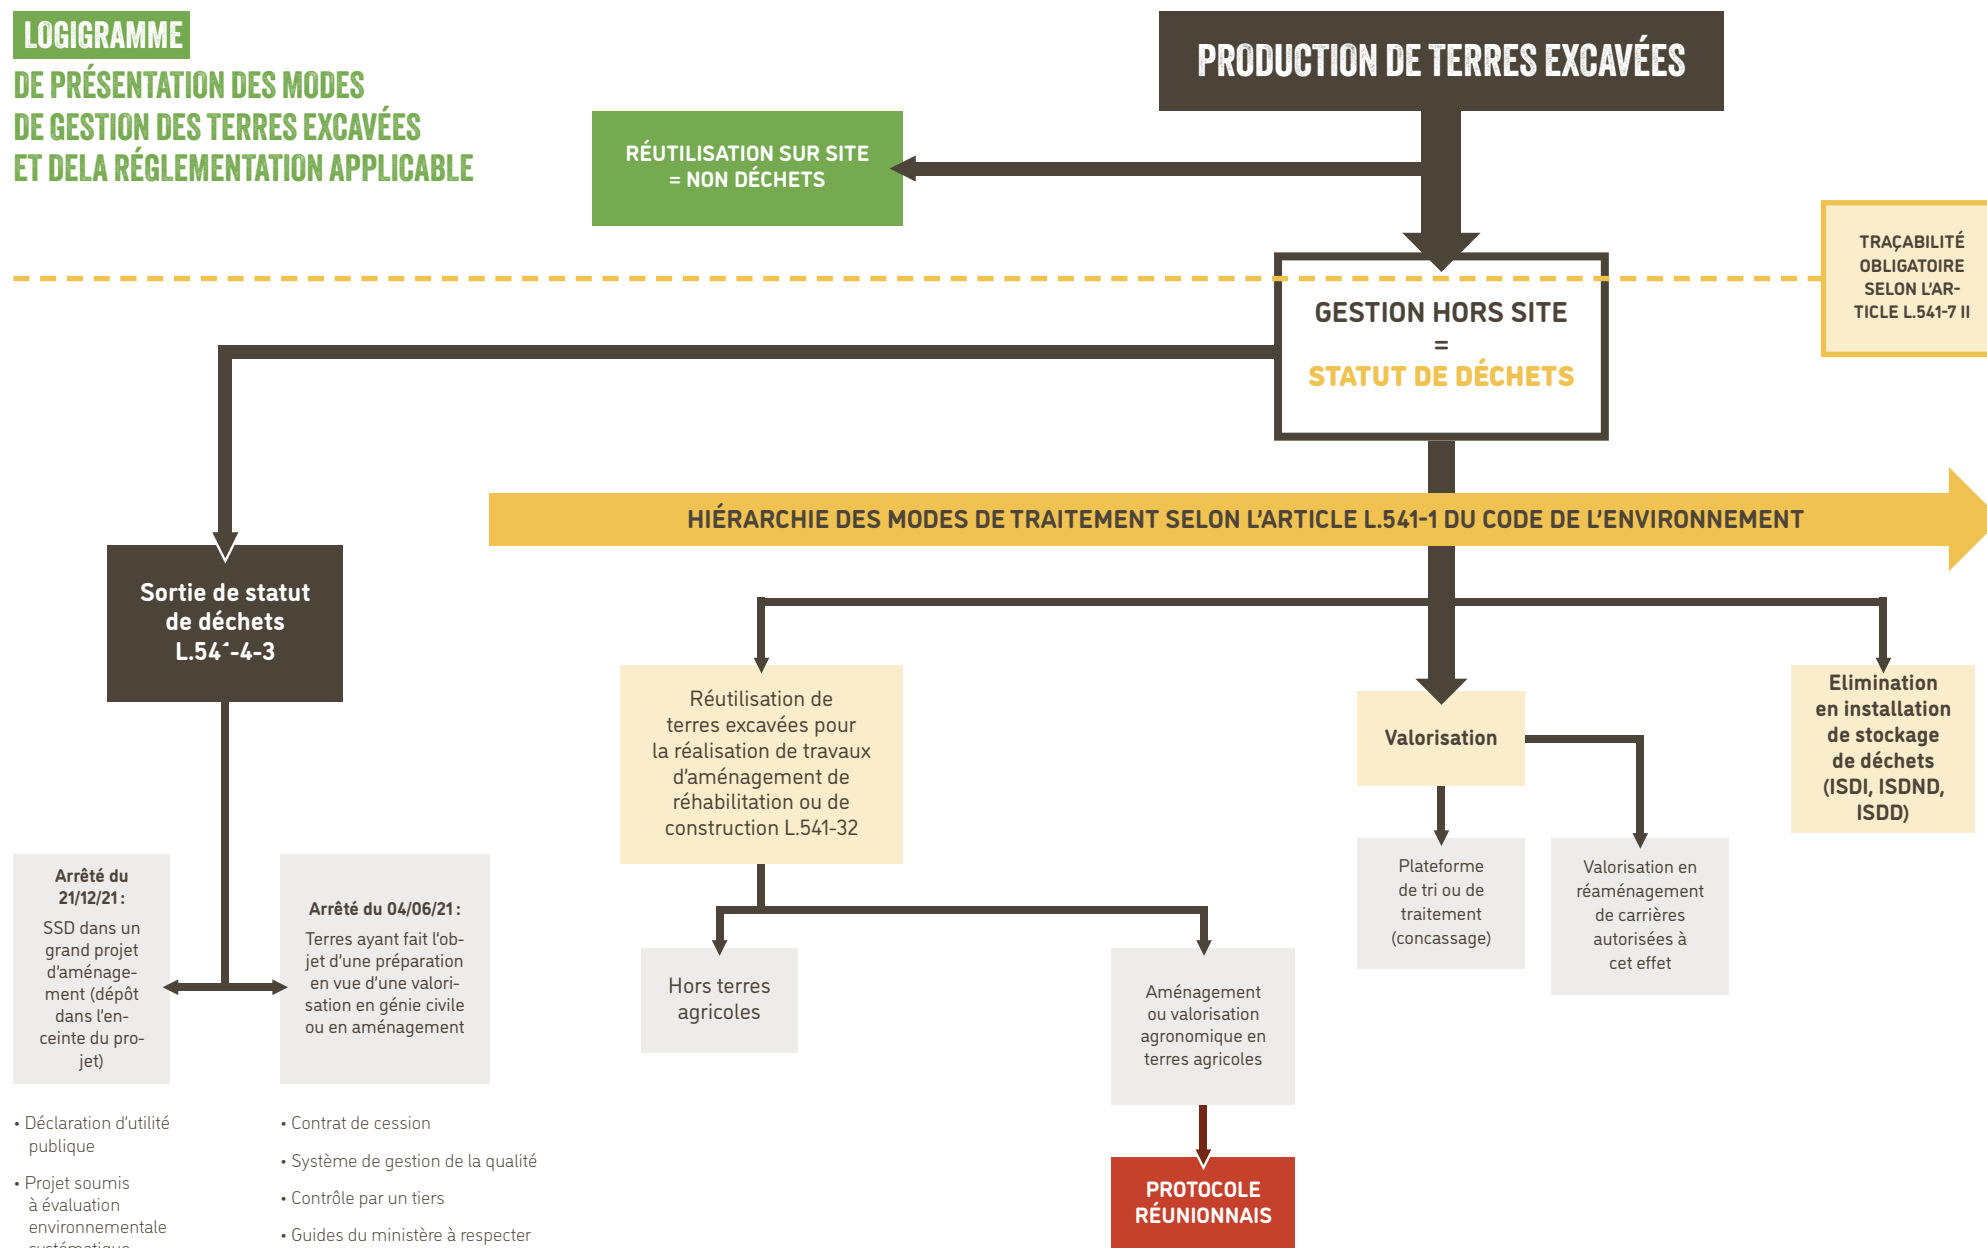 LOGIGRAMME
DE PRÉSENTATION DES MODES
DE GESTION DES TERRES EXCAVÉES
ET DELA RÉGLEMENTATION APPLICABLE
PRODUCTION DE TERRES EXCAVÉES
RÉUTILISATION SUR SITE
= NON DÉCHETS
TRAÇABILITÉ
OBLIGATOIRE
SELON L'AR-
TICLE L.541-7 II
GESTION HORS SITE
=
STATUT DE DÉCHETS
HIÉRARCHIE DES MODES DE TRAITEMENT SELON L'ARTICLE L.541-1 DU CODE DE L'ENVIRONNEMENT
Sortie de statut
de déchets
L.541-4-3
Réutilisation de
terres excavées pour
la réalisation de travaux
d'aménagement de
réhabilitation ou de
construction L.541-32
Valorisation
Elimination
en installation
de stockage
de déchets
(ISDI, ISDND,
ISDD)
Arrêté du
21/12/21 :
SSD dans un
grand projet
d'aménage-
ment (dépôt
dans l'en-
ceinte du pro-
jet)
Arrêté du 04/06/21 :
Terres ayant fait l'ob-
jet d'une préparation
en vue d'une valori-
sation en génie civile
ou en aménagement
Hors terres
agricoles
Aménagement
ou valorisation
agronomique en
terres agricoles
Plateforme
de tri ou de
traitement
(concassage)
Valorisation en
réaménagement
de carrières
autorisées à
cet effet
• Déclaration d'utilité
publique
• Projet soumis
à évaluation
environnementale
systématique
• Contrat de cession
• Système de gestion de la qualité
• Contrôle par un tiers
• Guides du ministère à respecter
PROTOCOLE
RÉUNIONNAIS